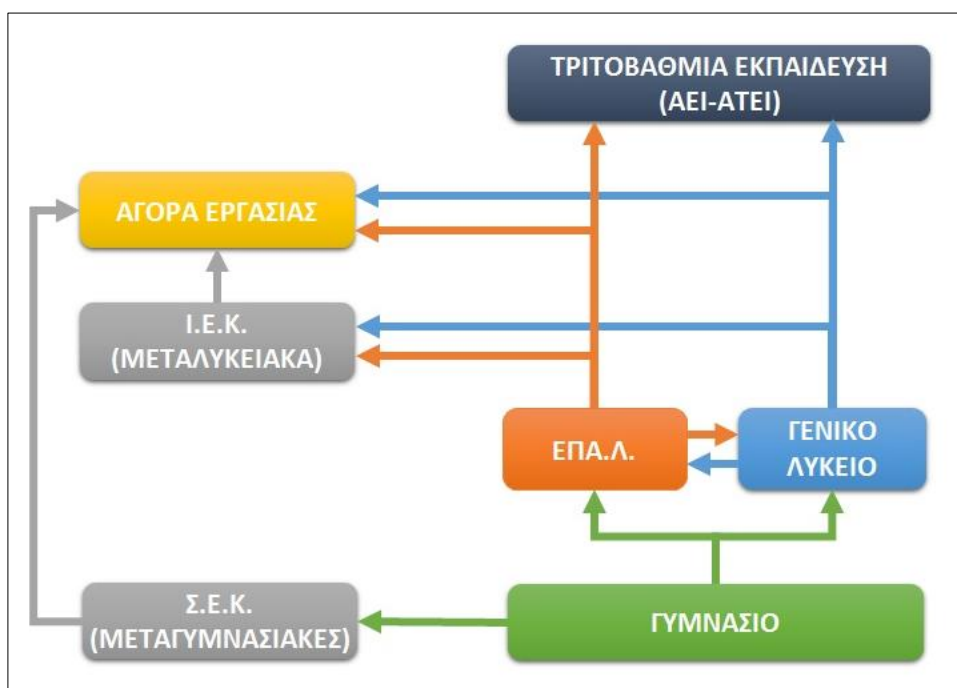 ΤΡΙΤΟΒΑΘΜΙΑ ΕΚΠΑΙΔΕΥΣΗ
(ΑΕΙ-ΑΤΕΙ)
ΑΓΟΡΑ ΕΡΓΑΣΙΑΣ
Ι.Ε.Κ.
(ΜΕΤΑΛΥΚΕΙΑΚΑ)
ΕΠΑ.Λ.
ΓΕΝΙΚΟ
ΛΥΚΕΙΟ
Σ.Ε.Κ.
(ΜΕΤΑΓΥΜΝΑΣΙΑΚΕΣ)
ΓΥΜΝΑΣΙΟ